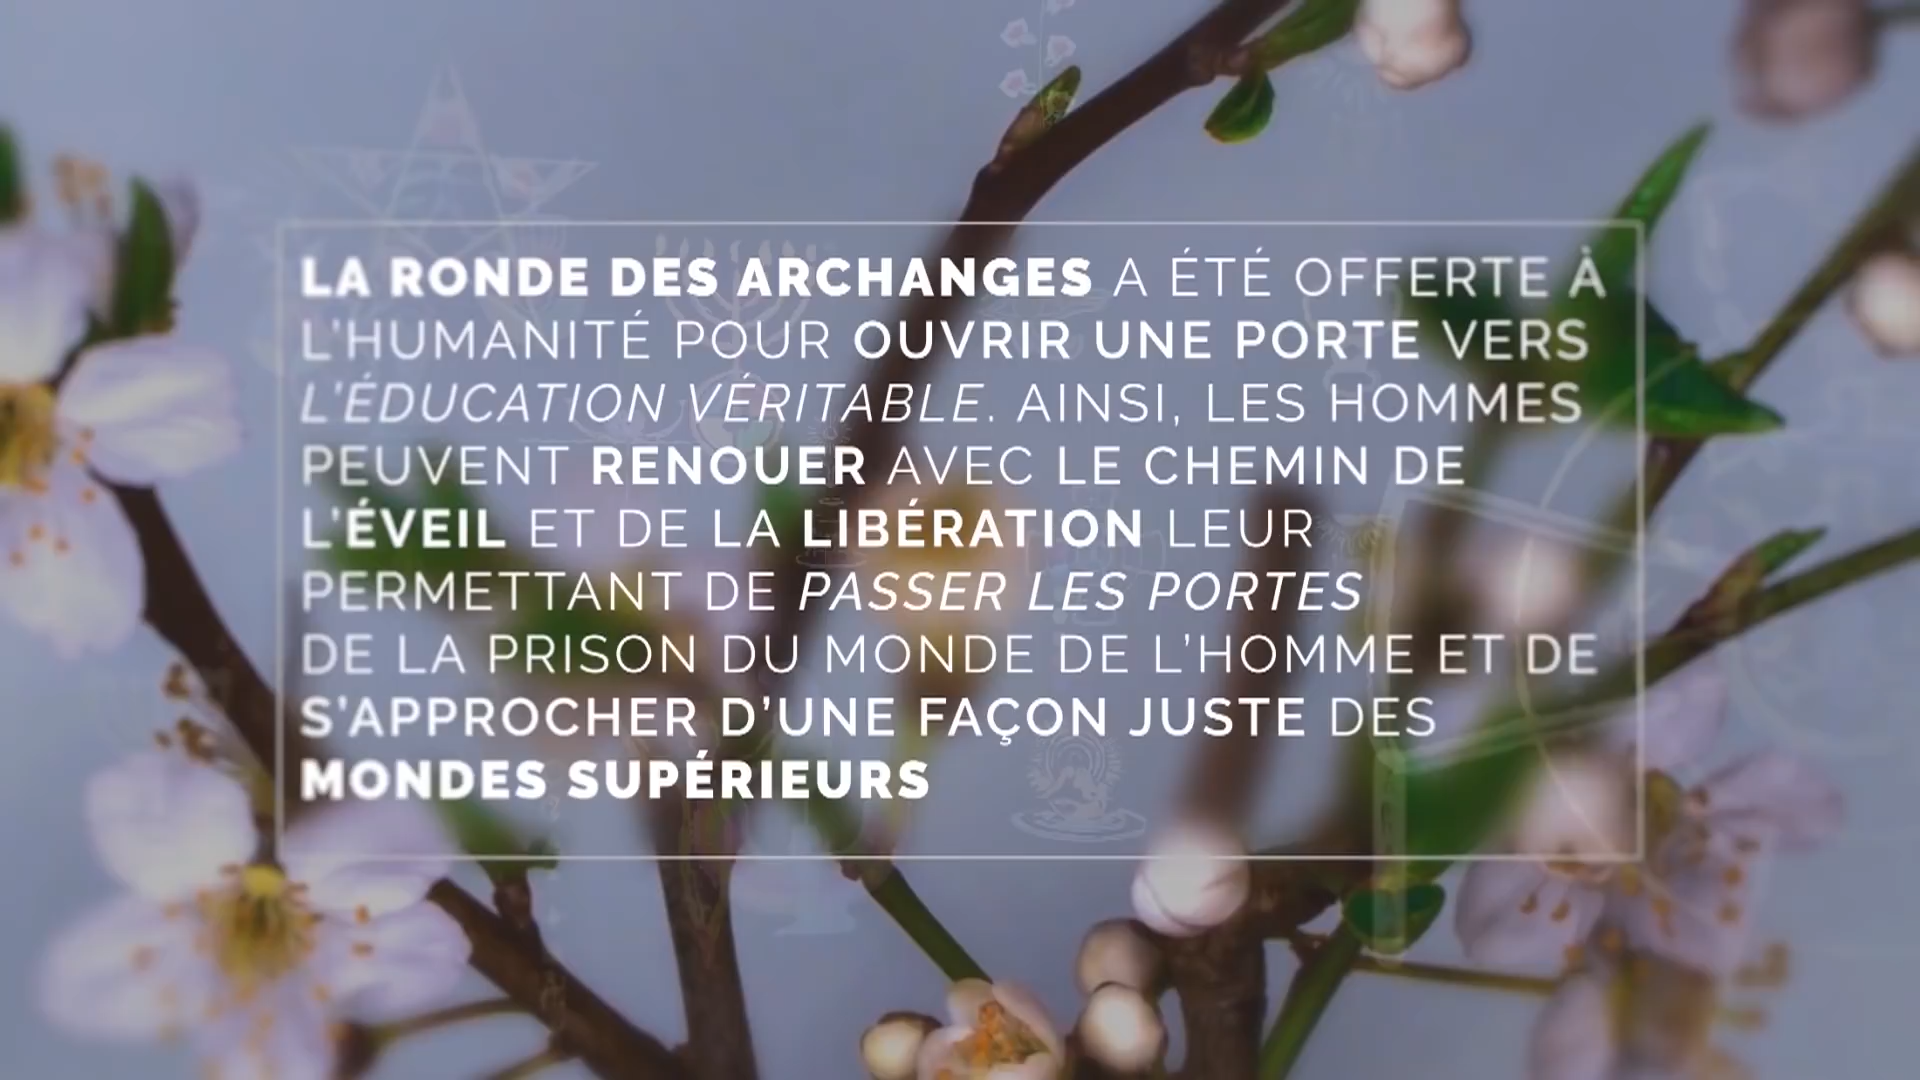 LA RONDE DES ARCHANGES A ÉTÉ OFFERTE À
L'HUMANITÉ POUR OUVRIR UNE PORTE VERS
L'ÉDUCATION VÉRITABLE. AINSI, LES HOMMES
PEUVENT RENOUER AVEC LE CHEMIN DE
L'ÉVEIL ET DE LA LIBÉRATION LEUR
PERMETTANT DE PASSER LES PORTES
DE LA PRISON DU MONDE DE L'HOMME ET DE
S'APPROCHER D'UNE FAÇON JUSTE DES
MONDES SUPÉRIEURS